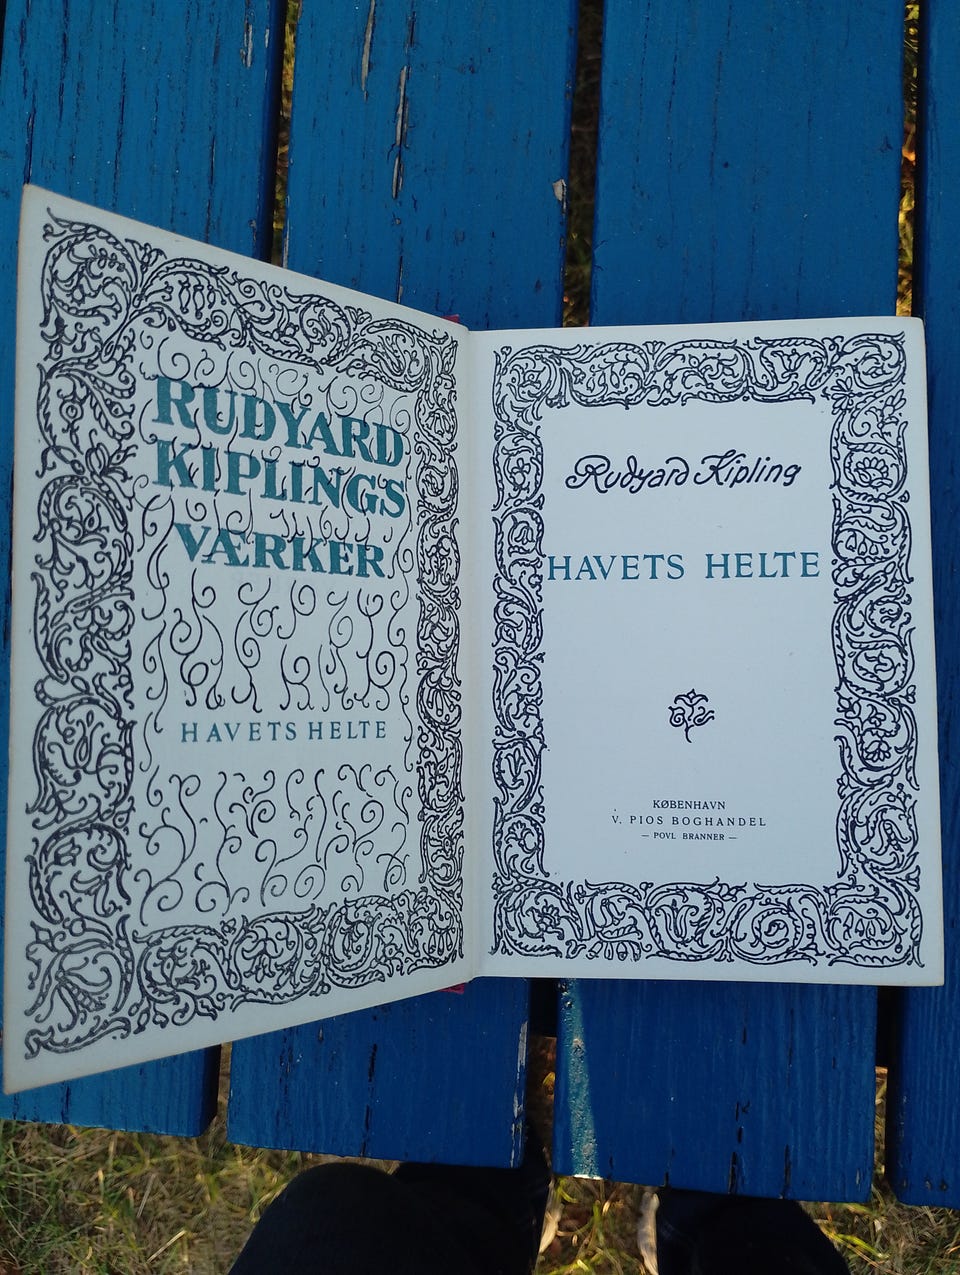 RUDYARD
KIPLINGS
VÆRKER
HAVETS HELTE
Rudyard Kipling
HAVETS HELTE
KØBENHAVN
V. PIOS BOGHANDEL
— POVL BRANNER —